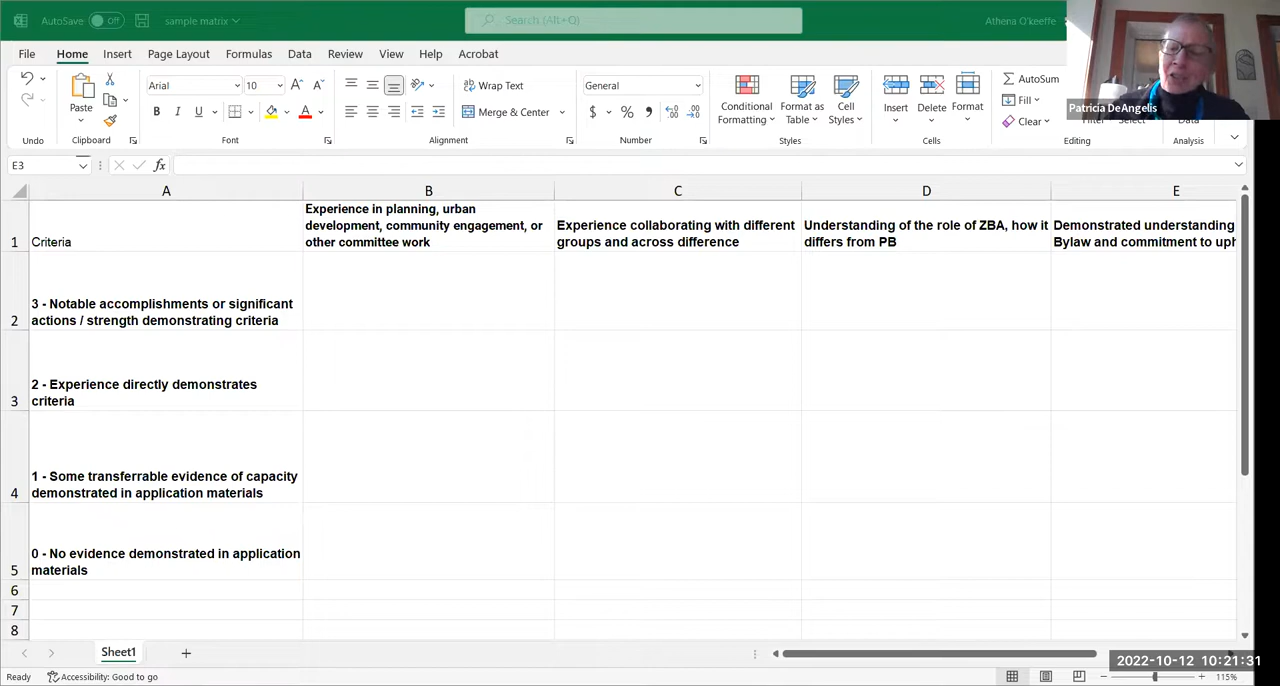 AutoSave Off sample matrix Search (Alt+Q) Athena O'keeffe
File Home Insert Page Layout Formulas Data Review View Help Acrobat
Patricia DeAngelis
Arial 10 Wrap Text General AutoSum
Paste Conditional Format as Cell Insert Delete Format Fill
B I U Merge & Center $ % Formatting Table Styles Clear Filter Select Data
Undo Clipboard Font Alignment Number Styles Cells Editing Analysis
E3 fx
A B C D E
1 Criteria
Experience in planning, urban
development, community engagement, or
other committee work
Experience collaborating with different
groups and across difference
Understanding of the role of ZBA, how it
differs from PB
Demonstrated understanding
Bylaw and commitment to uph
2 3 - Notable accomplishments or significant
actions / strength demonstrating criteria
3 2 - Experience directly demonstrates
criteria
4 1 - Some transferrable evidence of capacity
demonstrated in application materials
5 0 - No evidence demonstrated in application
materials
6
7
8
Sheet1
2022-10-12 10:21:31
Ready Accessibility: Good to go 115%